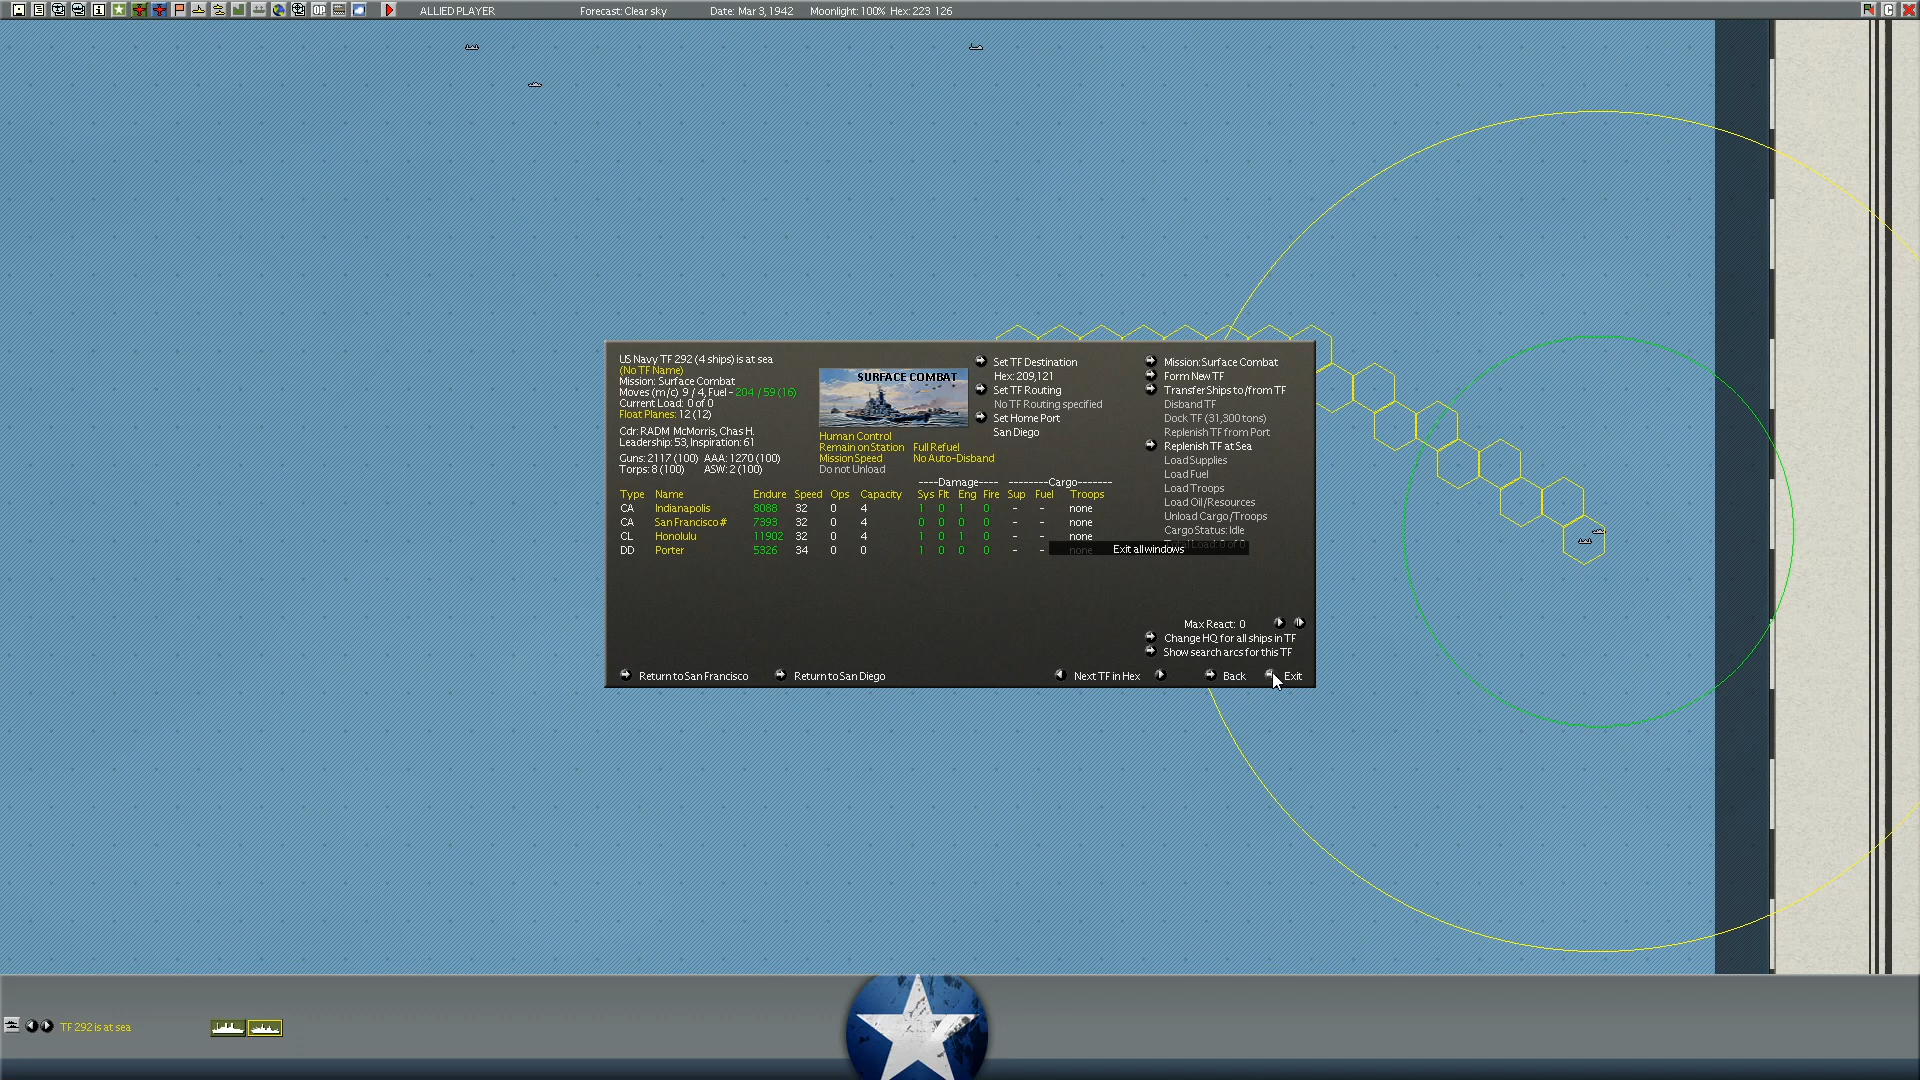 ALLIED PLAYER Forecast: Clear sky Date: Mar 3, 1942 Moonlight: 100% Hex: 223 126
US Navy TF 292 (4 ships) is at sea
(No TF Name)
Mission: Surface Combat
Moves (m/c) 9 / 4, Fuel - 204 / 59 (16)
Current Load: 0 of 0
Float Planes: 12 (12)
Cdr: RADM McMorris, Chas H.
Leadership: 53, Inspiration: 61
Guns: 2117 (100) AAA: 1270 (100)
Torps: 8 (100) ASW: 2 (100)
SURFACE COMBAT
Human Control
Remain on Station Full Refuel
Mission Speed No Auto-Disband
Do not Unload
Set TF Destination
Hex: 209,121
Set TF Routing
No TF Routing specified
Set Home Port
San Diego
Mission: Surface Combat
Form New TF
Transfer Ships to/from TF
Disband TF
Dock TF (31,300 tons)
Replenish TF from Port
Replenish TF at Sea
Load Supplies
Load Fuel
Load Troops
Load Oil/Resources
Unload Cargo/Troops
Cargo Status: Idle
----Damage---- --------Cargo-------
Type Name Endure Speed Ops Capacity Sys Flt Eng Fire Sup Fuel Troops
CA Indianapolis 8088 32 0 4 1 0 1 0 - - none
CA San Francisco # 7393 32 0 4 0 0 0 0 - - none
CL Honolulu 11902 32 0 4 1 0 1 0 - - none
DD Porter 5326 34 0 0 1 0 0 0 - - none
Exit all windows
Max React: 0
Change HQ for all ships in TF
Show search arcs for this TF
Return to San Francisco Return to San Diego Next TF in Hex Back Exit
TF 292 is at sea